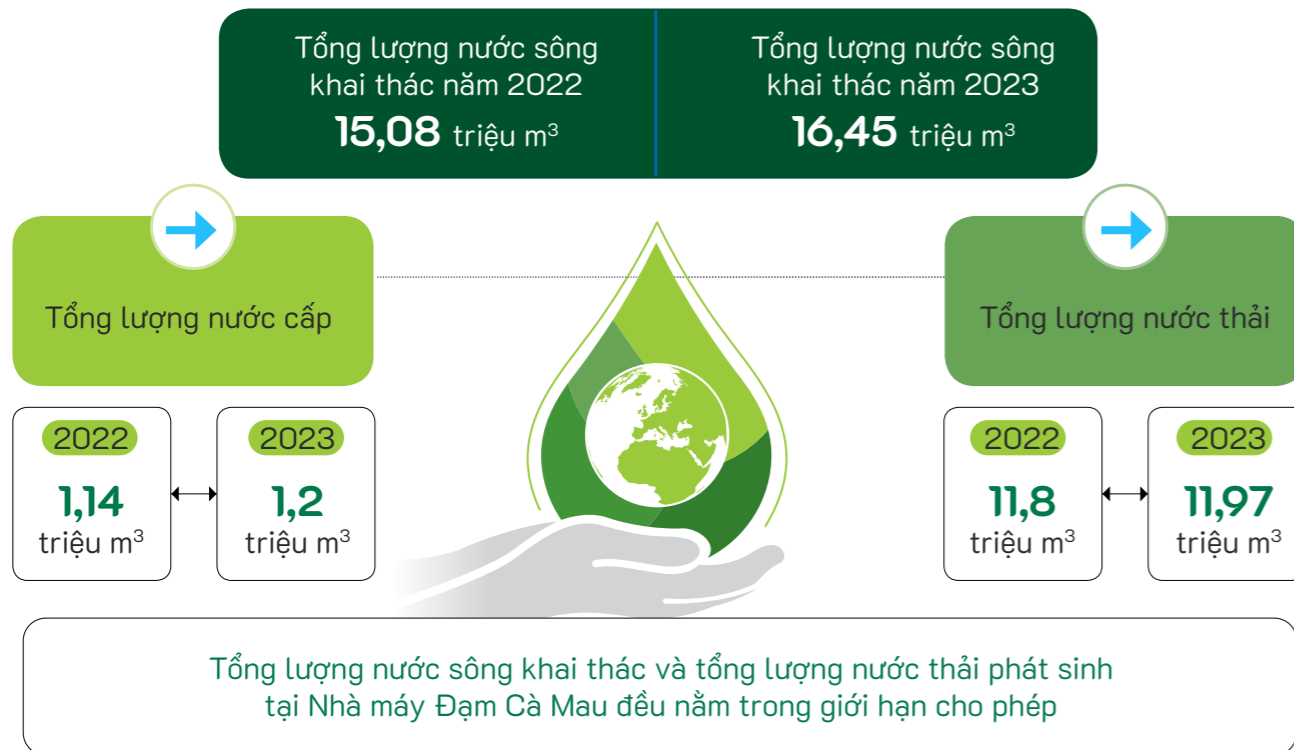 Tổng lượng nước sông
khai thác năm 2022
15,08 triệu m³
Tổng lượng nước sông
khai thác năm 2023
16,45 triệu m³
Tổng lượng nước cấp
2022
1,14
triệu m³
2023
1,2
triệu m³
Tổng lượng nước thải
2022
11,8
triệu m³
2023
11,97
triệu m³
Tổng lượng nước sông khai thác và tổng lượng nước thải phát sinh
tại Nhà máy Đạm Cà Mau đều nằm trong giới hạn cho phép